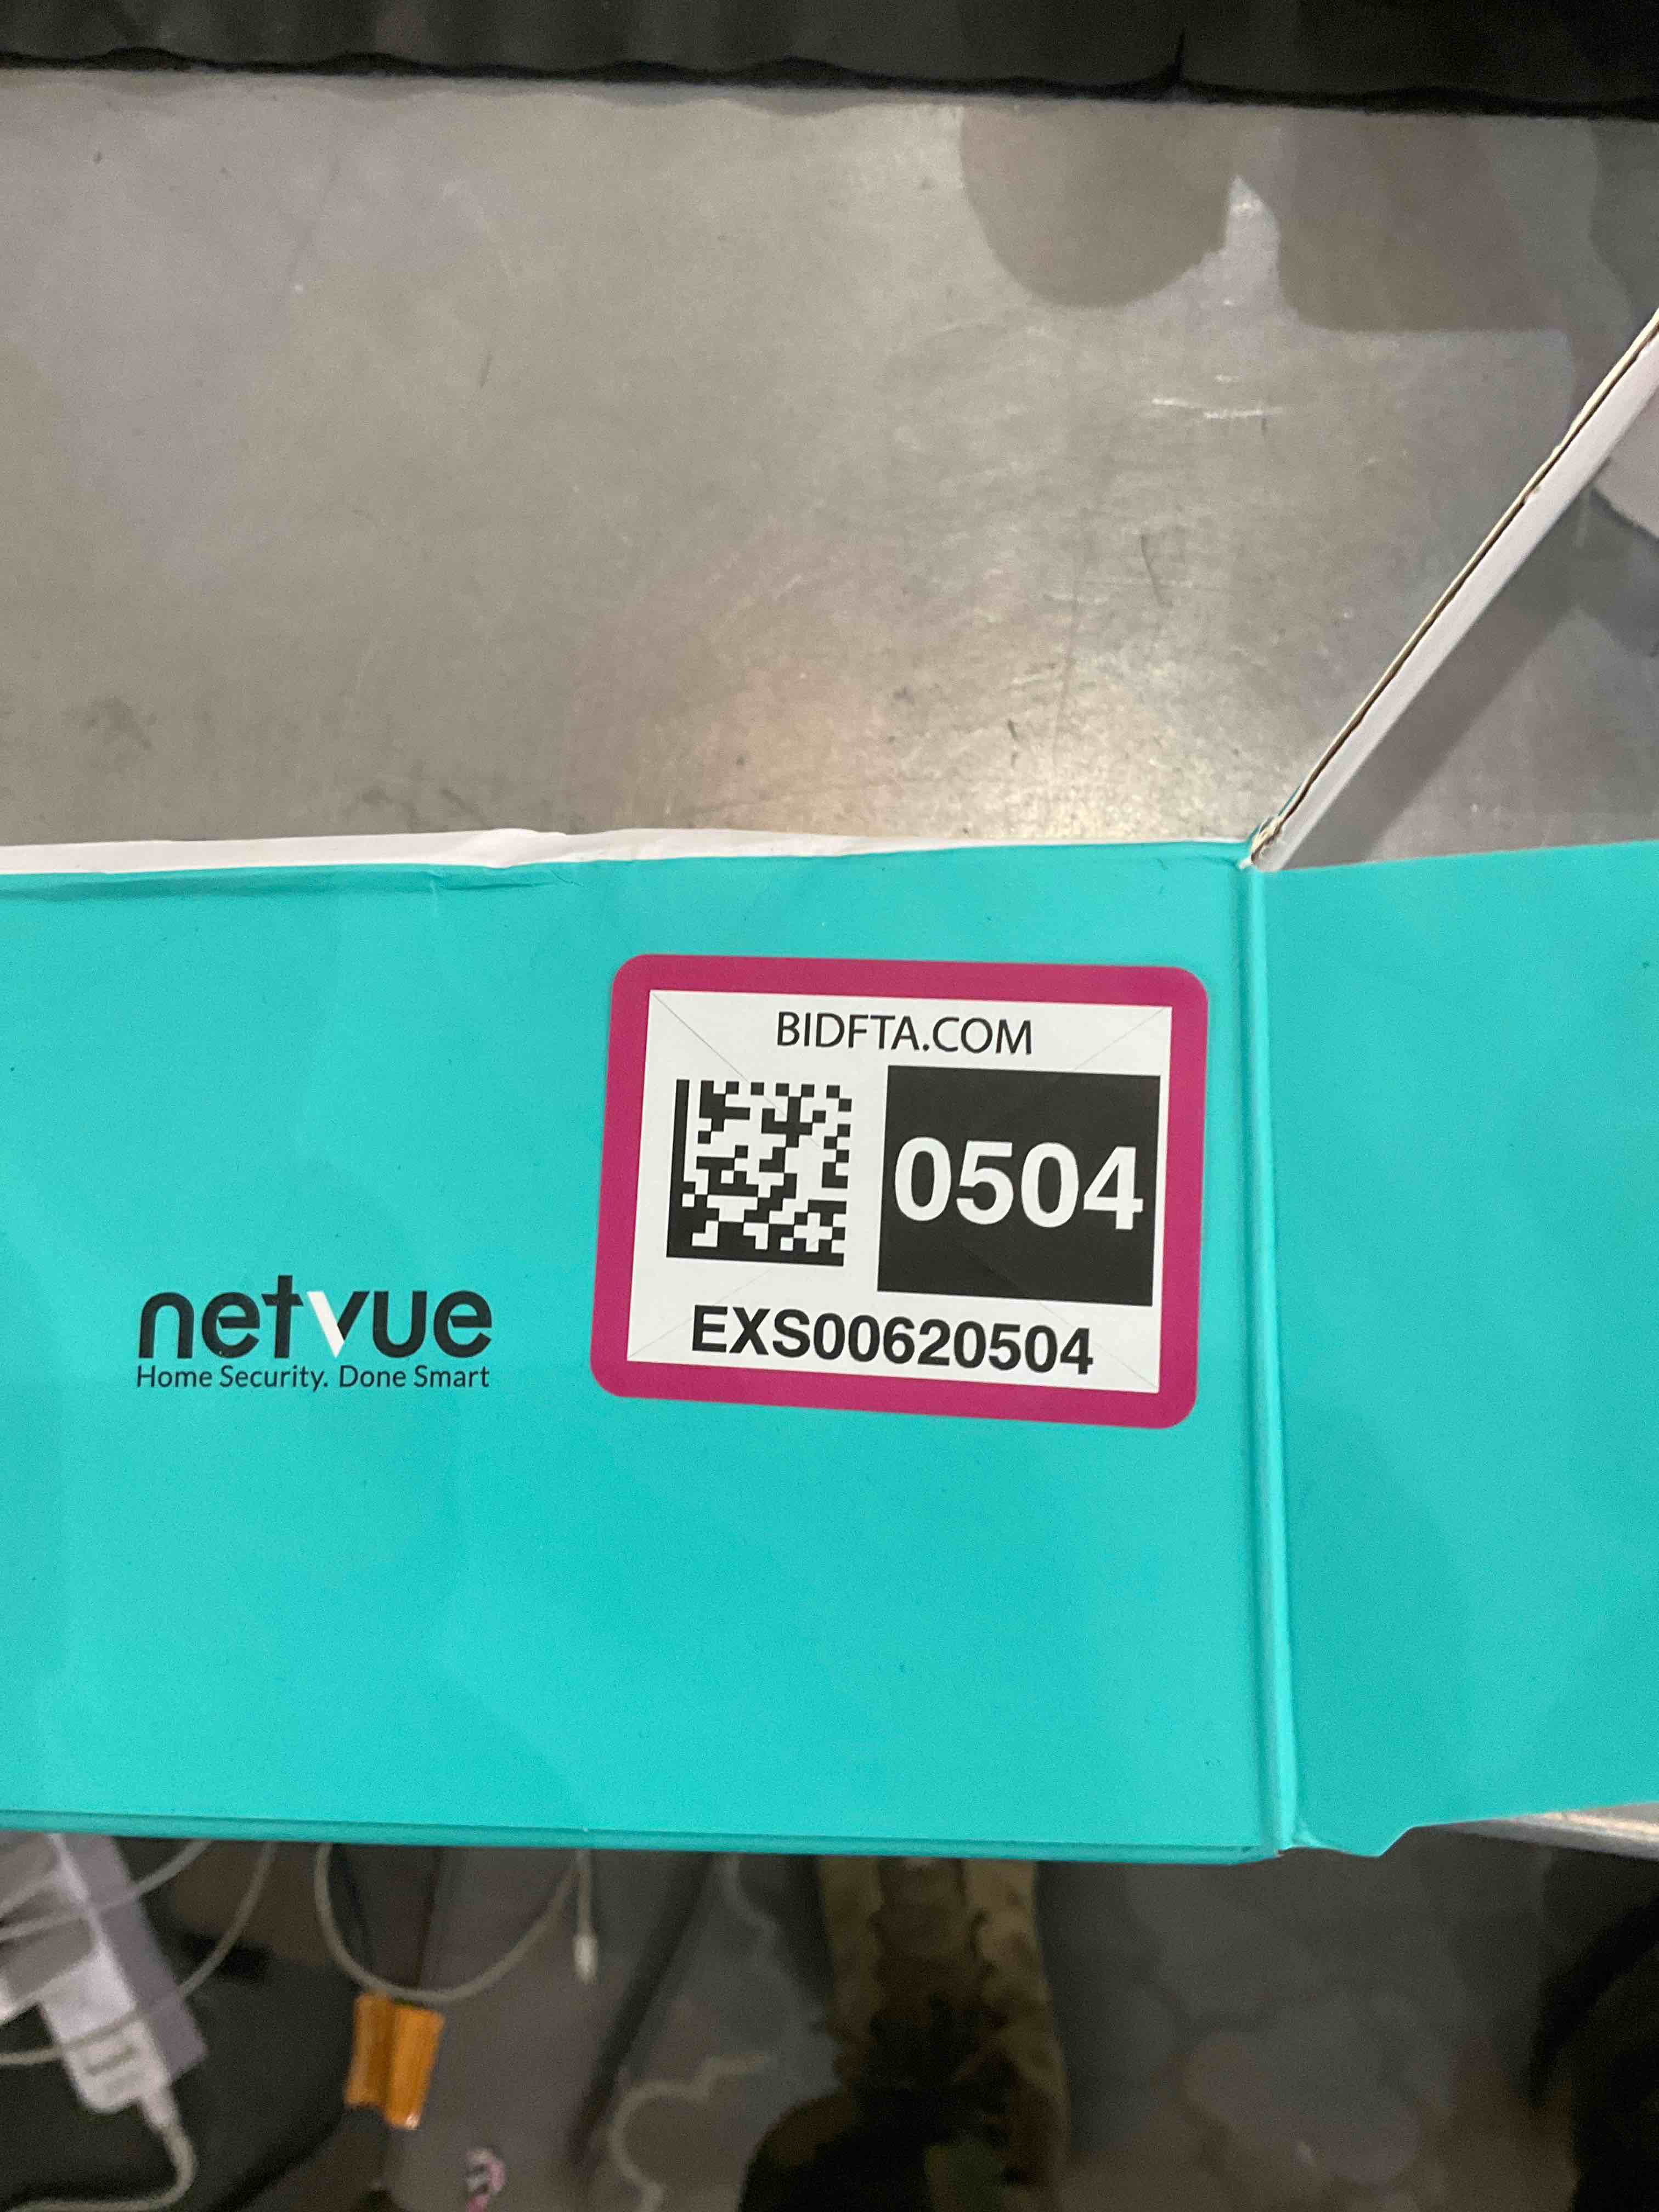 BIDFTA.COM
0504
EXS00620504
netvue
Home Security. Done Smart